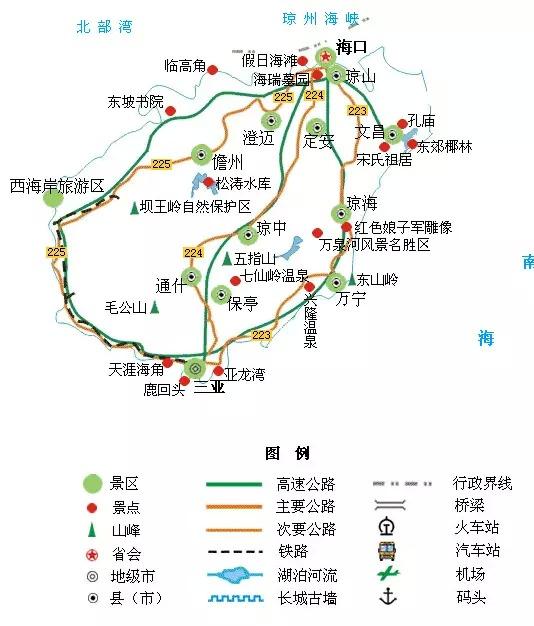 北部湾
琼州海峡
海口
假日海滩
临高角
琼山
海瑞墓园
225
224
223
东坡书院
孔庙
文昌
澄迈
定安
东郊椰林
宋氏祖居
225
儋州
西海岸旅游区
松涛水库
坝王岭自然保护区
琼海
红色娘子军雕像
琼中
万泉河风景名胜区
225
224
五指山
南
七仙岭温泉
东山岭
通什
保亭
兴隆温泉
万宁
毛公山
223
海
天涯海角
亚龙湾
鹿回头
三亚
图 例
景区
高速公路
行政界线
景点
主要公路
桥梁
山峰
次要公路
火车站
省会
铁路
汽车站
地级市
湖泊河流
机场
县（市）
长城古墙
码头